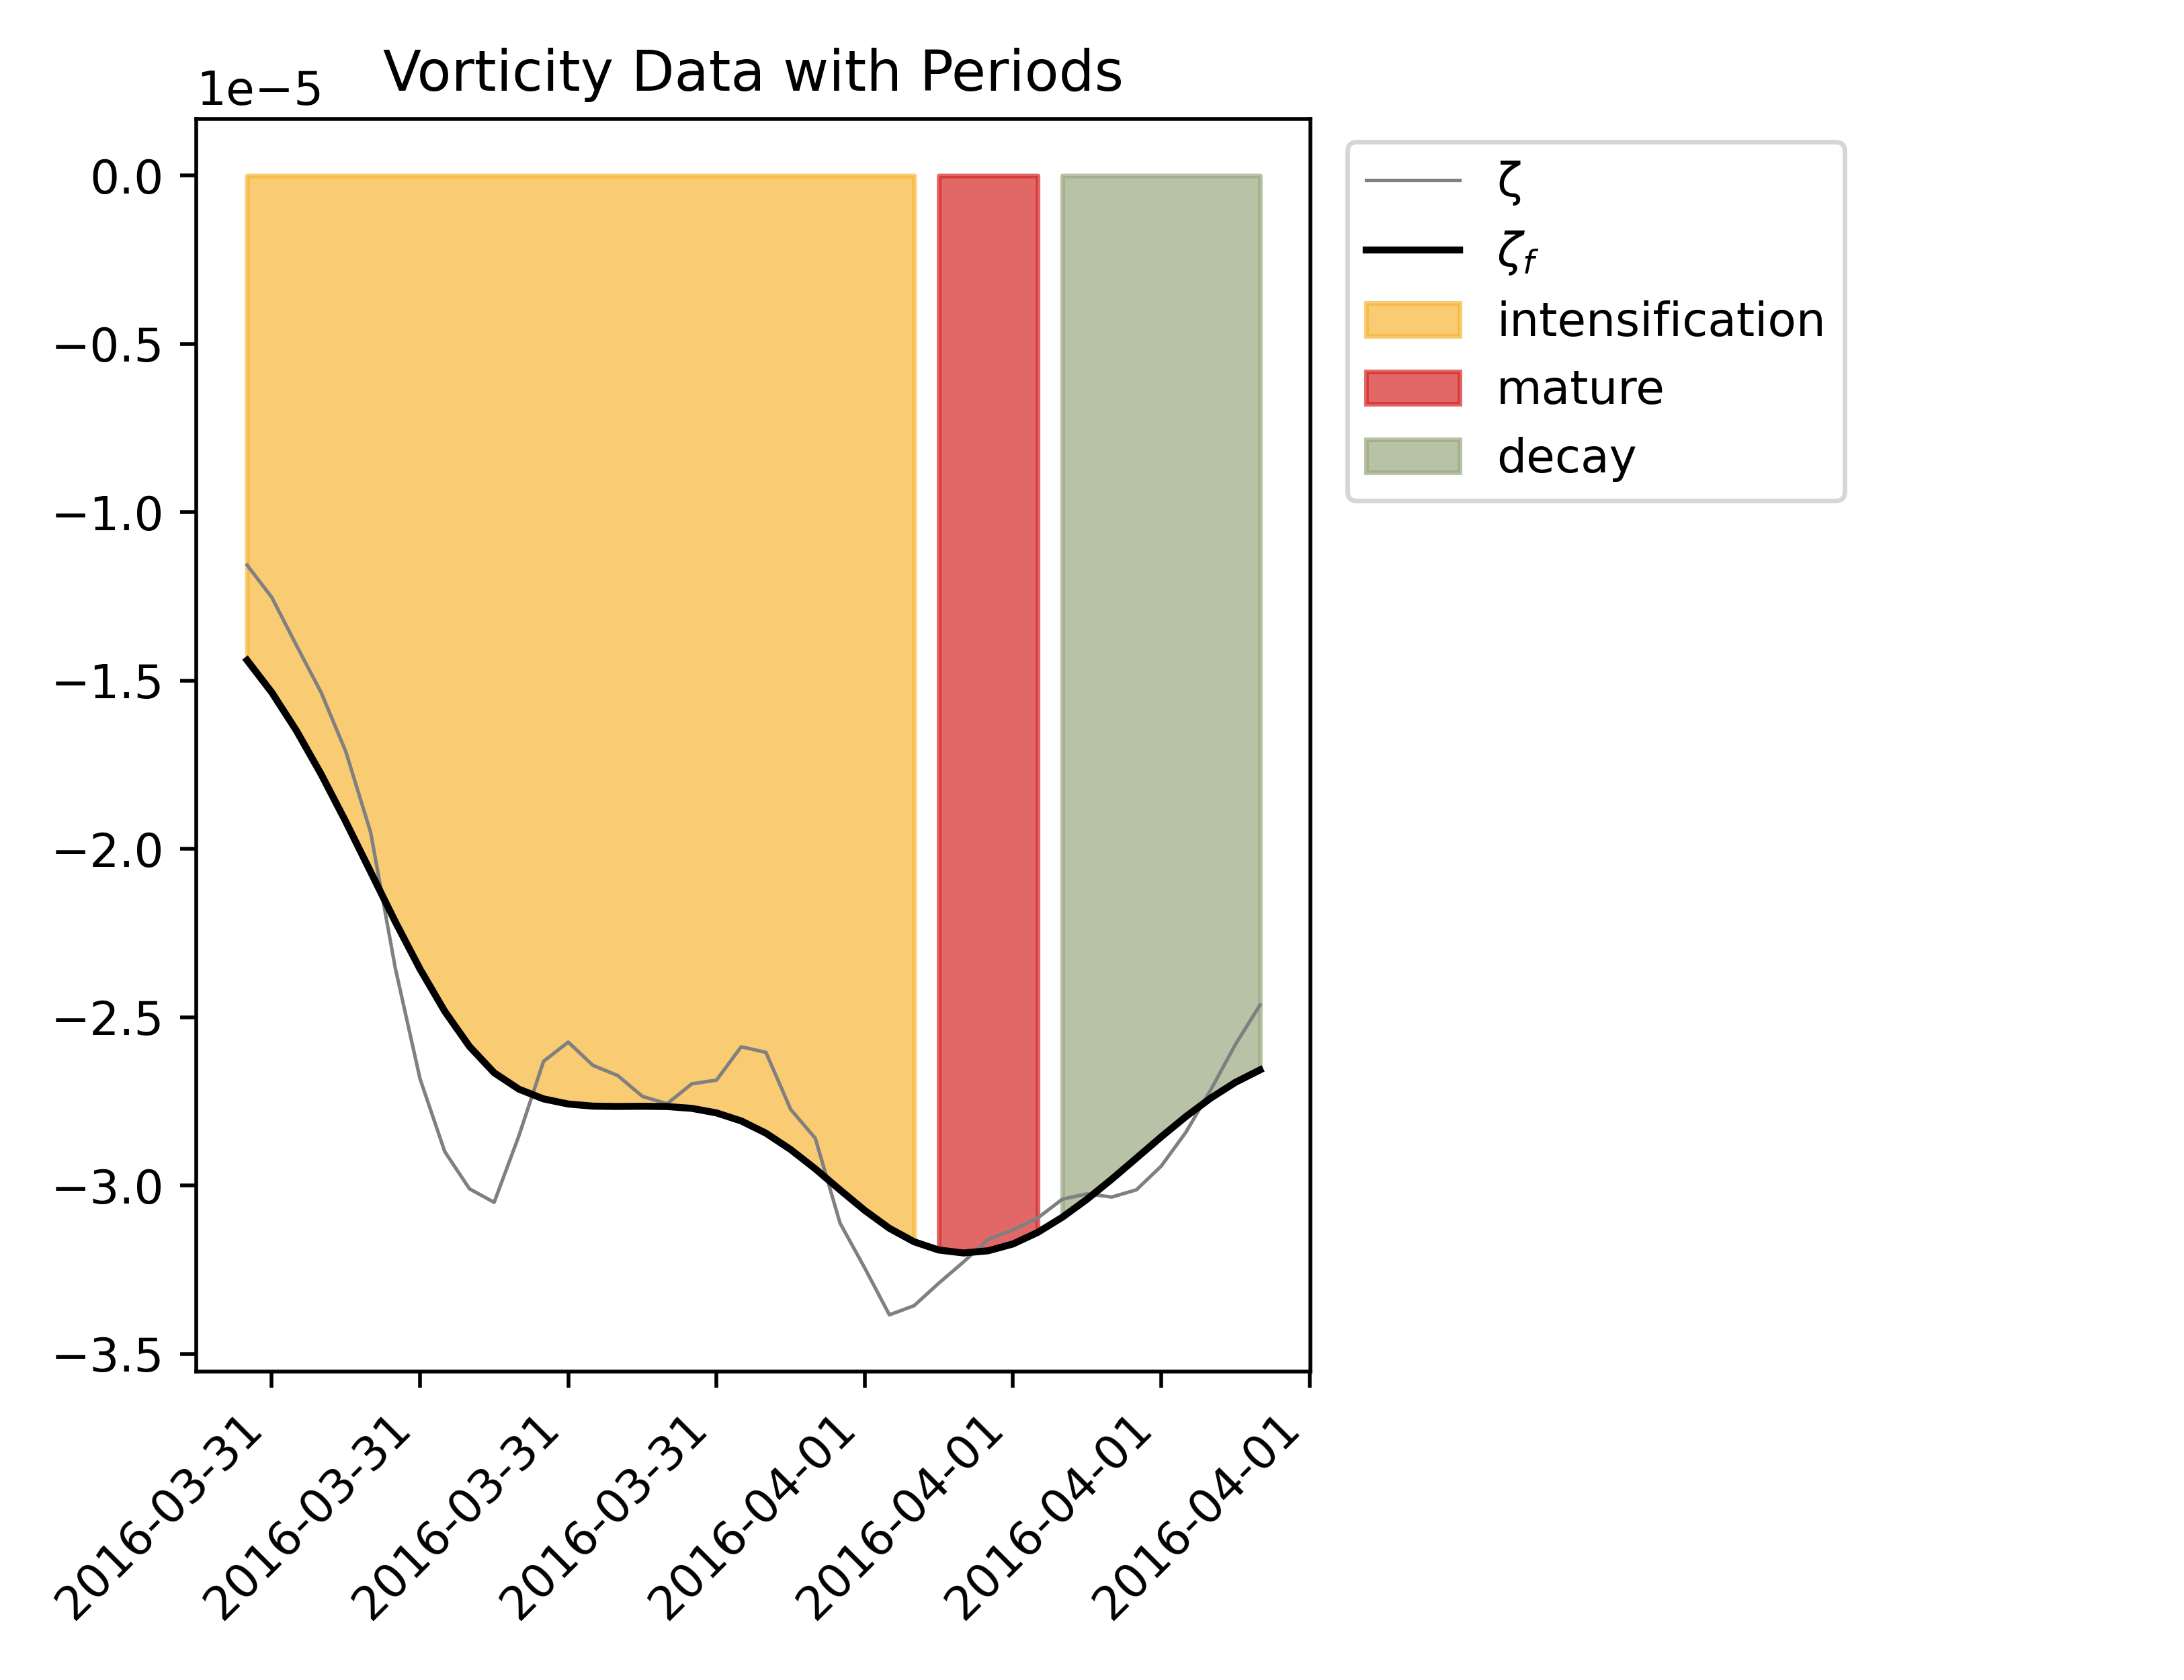 Vorticity Data with Periods
1e−5
0.0
−0.5
−1.0
−1.5
−2.0
−2.5
−3.0
−3.5
2016-03-31
2016-03-31
2016-03-31
2016-03-31
2016-04-01
2016-04-01
2016-04-01
2016-04-01
ζ
ζf
intensification
mature
decay